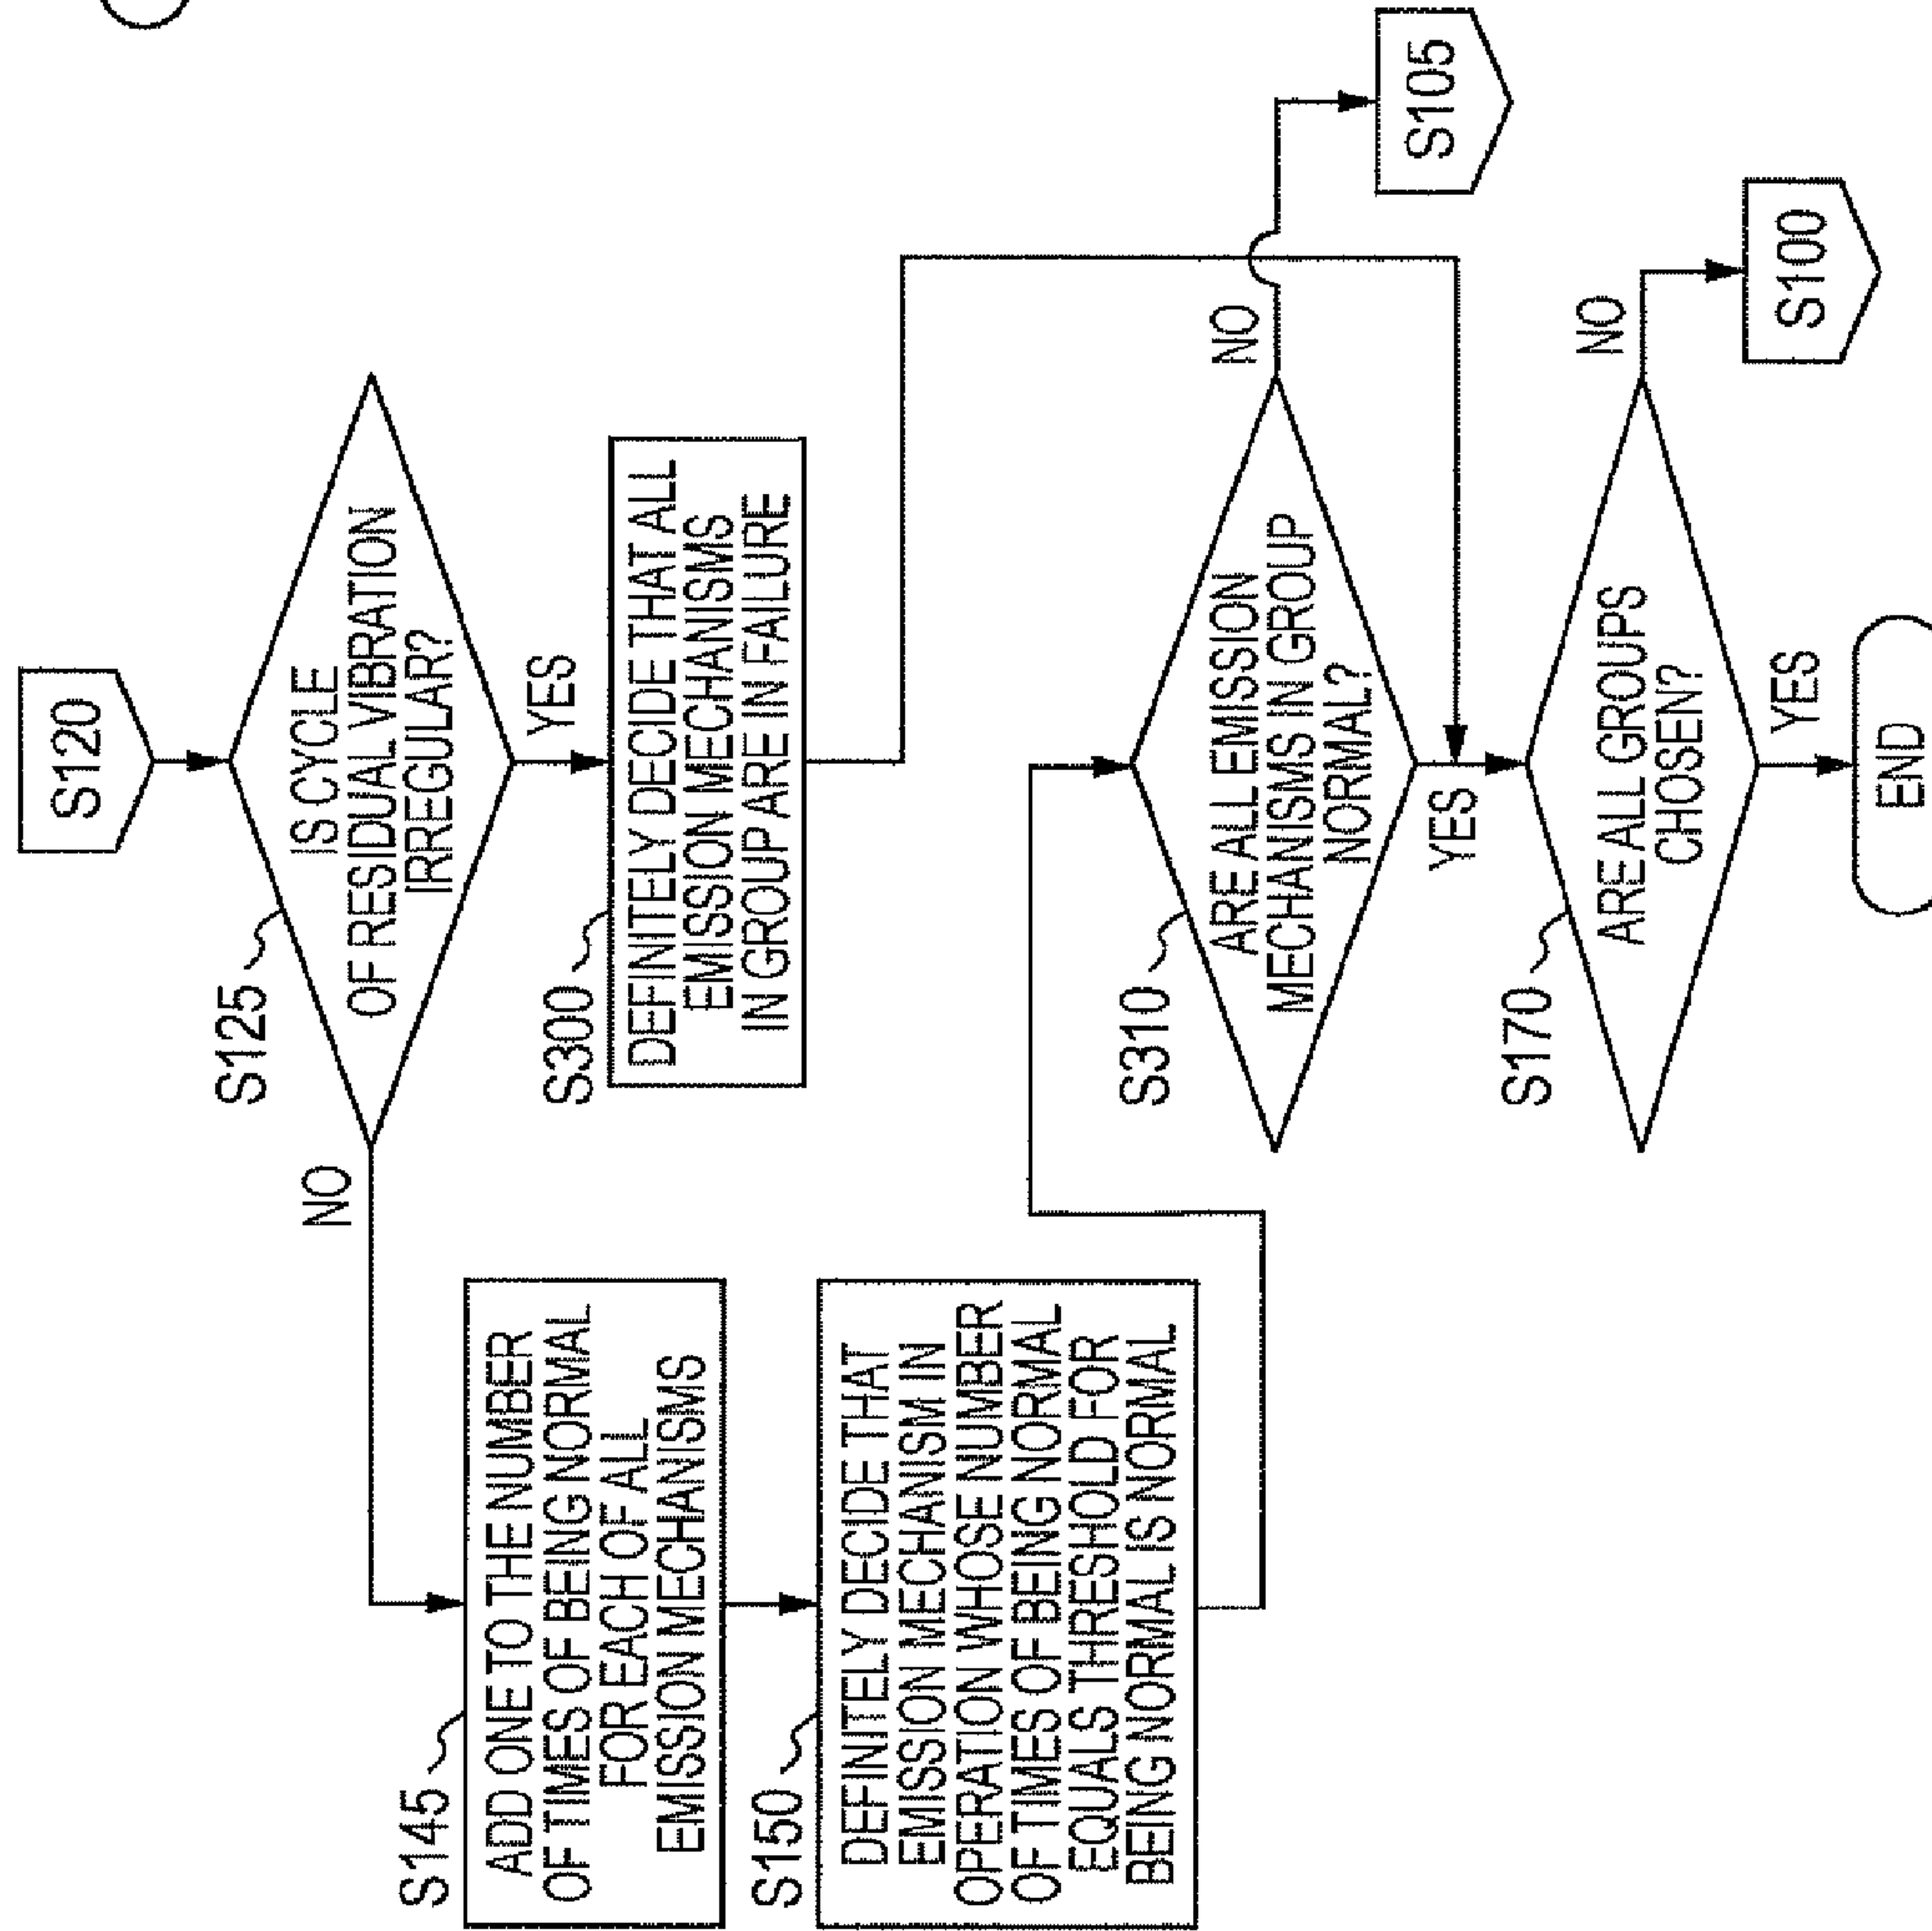 S120
S125
IS CYCLE
OF RESIDUAL VIBRATION
IRREGULAR?
NO
YES
S145
ADD ONE TO THE NUMBER
OF TIMES OF BEING NORMAL
FOR EACH OF ALL
EMISSION MECHANISMS
S300
DEFINITELY DECIDE THAT ALL
EMISSION MECHANISMS
IN GROUP ARE IN FAILURE
S150
DEFINITELY DECIDE THAT
EMISSION MECHANISM IN
OPERATION WHOSE NUMBER
OF TIMES OF BEING NORMAL
EQUALS THRESHOLD FOR
BEING NORMAL IS NORMAL
S310
ARE ALL EMISSION
MECHANISMS IN GROUP
NORMAL?
NO
S105
YES
S170
ARE ALL GROUPS
CHOSEN?
NO
S100
YES
END